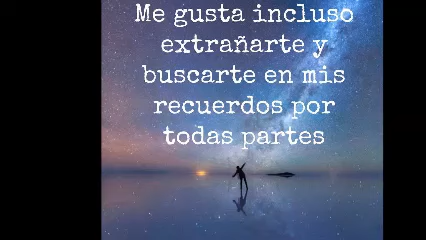 Me gusta incluso
extrañarte y
buscarte en mis
recuerdos por
todas partes